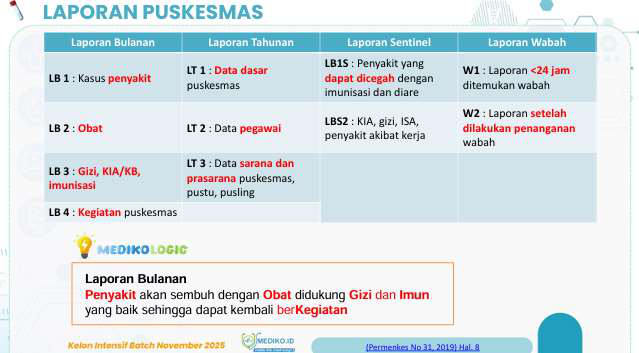 LAPORAN PUSKESMAS
Laporan Bulanan
Laporan Tahunan
Laporan Sentinel
Laporan Wabah
LB 1 : Kasus penyakit
LT 1 : Data dasar
puskesmas
LB1S : Penyakit yang
dapat dicegah dengan
imunisasi dan diare
W1 : Laporan <24 jam
ditemukan wabah
LB 2 : Obat
LT 2 : Data pegawai
LBS2 : KIA, gizi, ISA,
penyakit akibat kerja
W2 : Laporan setelah
dilakukan penanganan
wabah
LB 3 : Gizi, KIA/KB,
imunisasi
LT 3 : Data sarana dan
prasarana puskesmas,
pustu, pusling
LB 4 : Kegiatan puskesmas
MEDIKOLOGIC
Laporan Bulanan
Penyakit akan sembuh dengan Obat didukung Gizi dan Imun
yang baik sehingga dapat kembali berKegiatan
Kelon Intensif Batch November 2025
MEDIKO.ID
(Permenkes No 31, 2019) Hal. 8